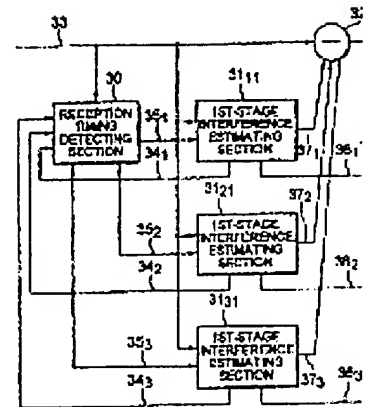 33
30
RECEPTION
TIMING
DETECTING
SECTION
35₁
34₁
31₁₁
1ST-STAGE
INTERFERENCE
ESTIMATING
SECTION
37₁
36₁
31₂₁
1ST-STAGE
INTERFERENCE
ESTIMATING
SECTION
37₂
35₂
34₂
36₂
31₃₁
1ST-STAGE
INTERFERENCE
ESTIMATING
SECTION
37₃
35₃
34₃
36₃